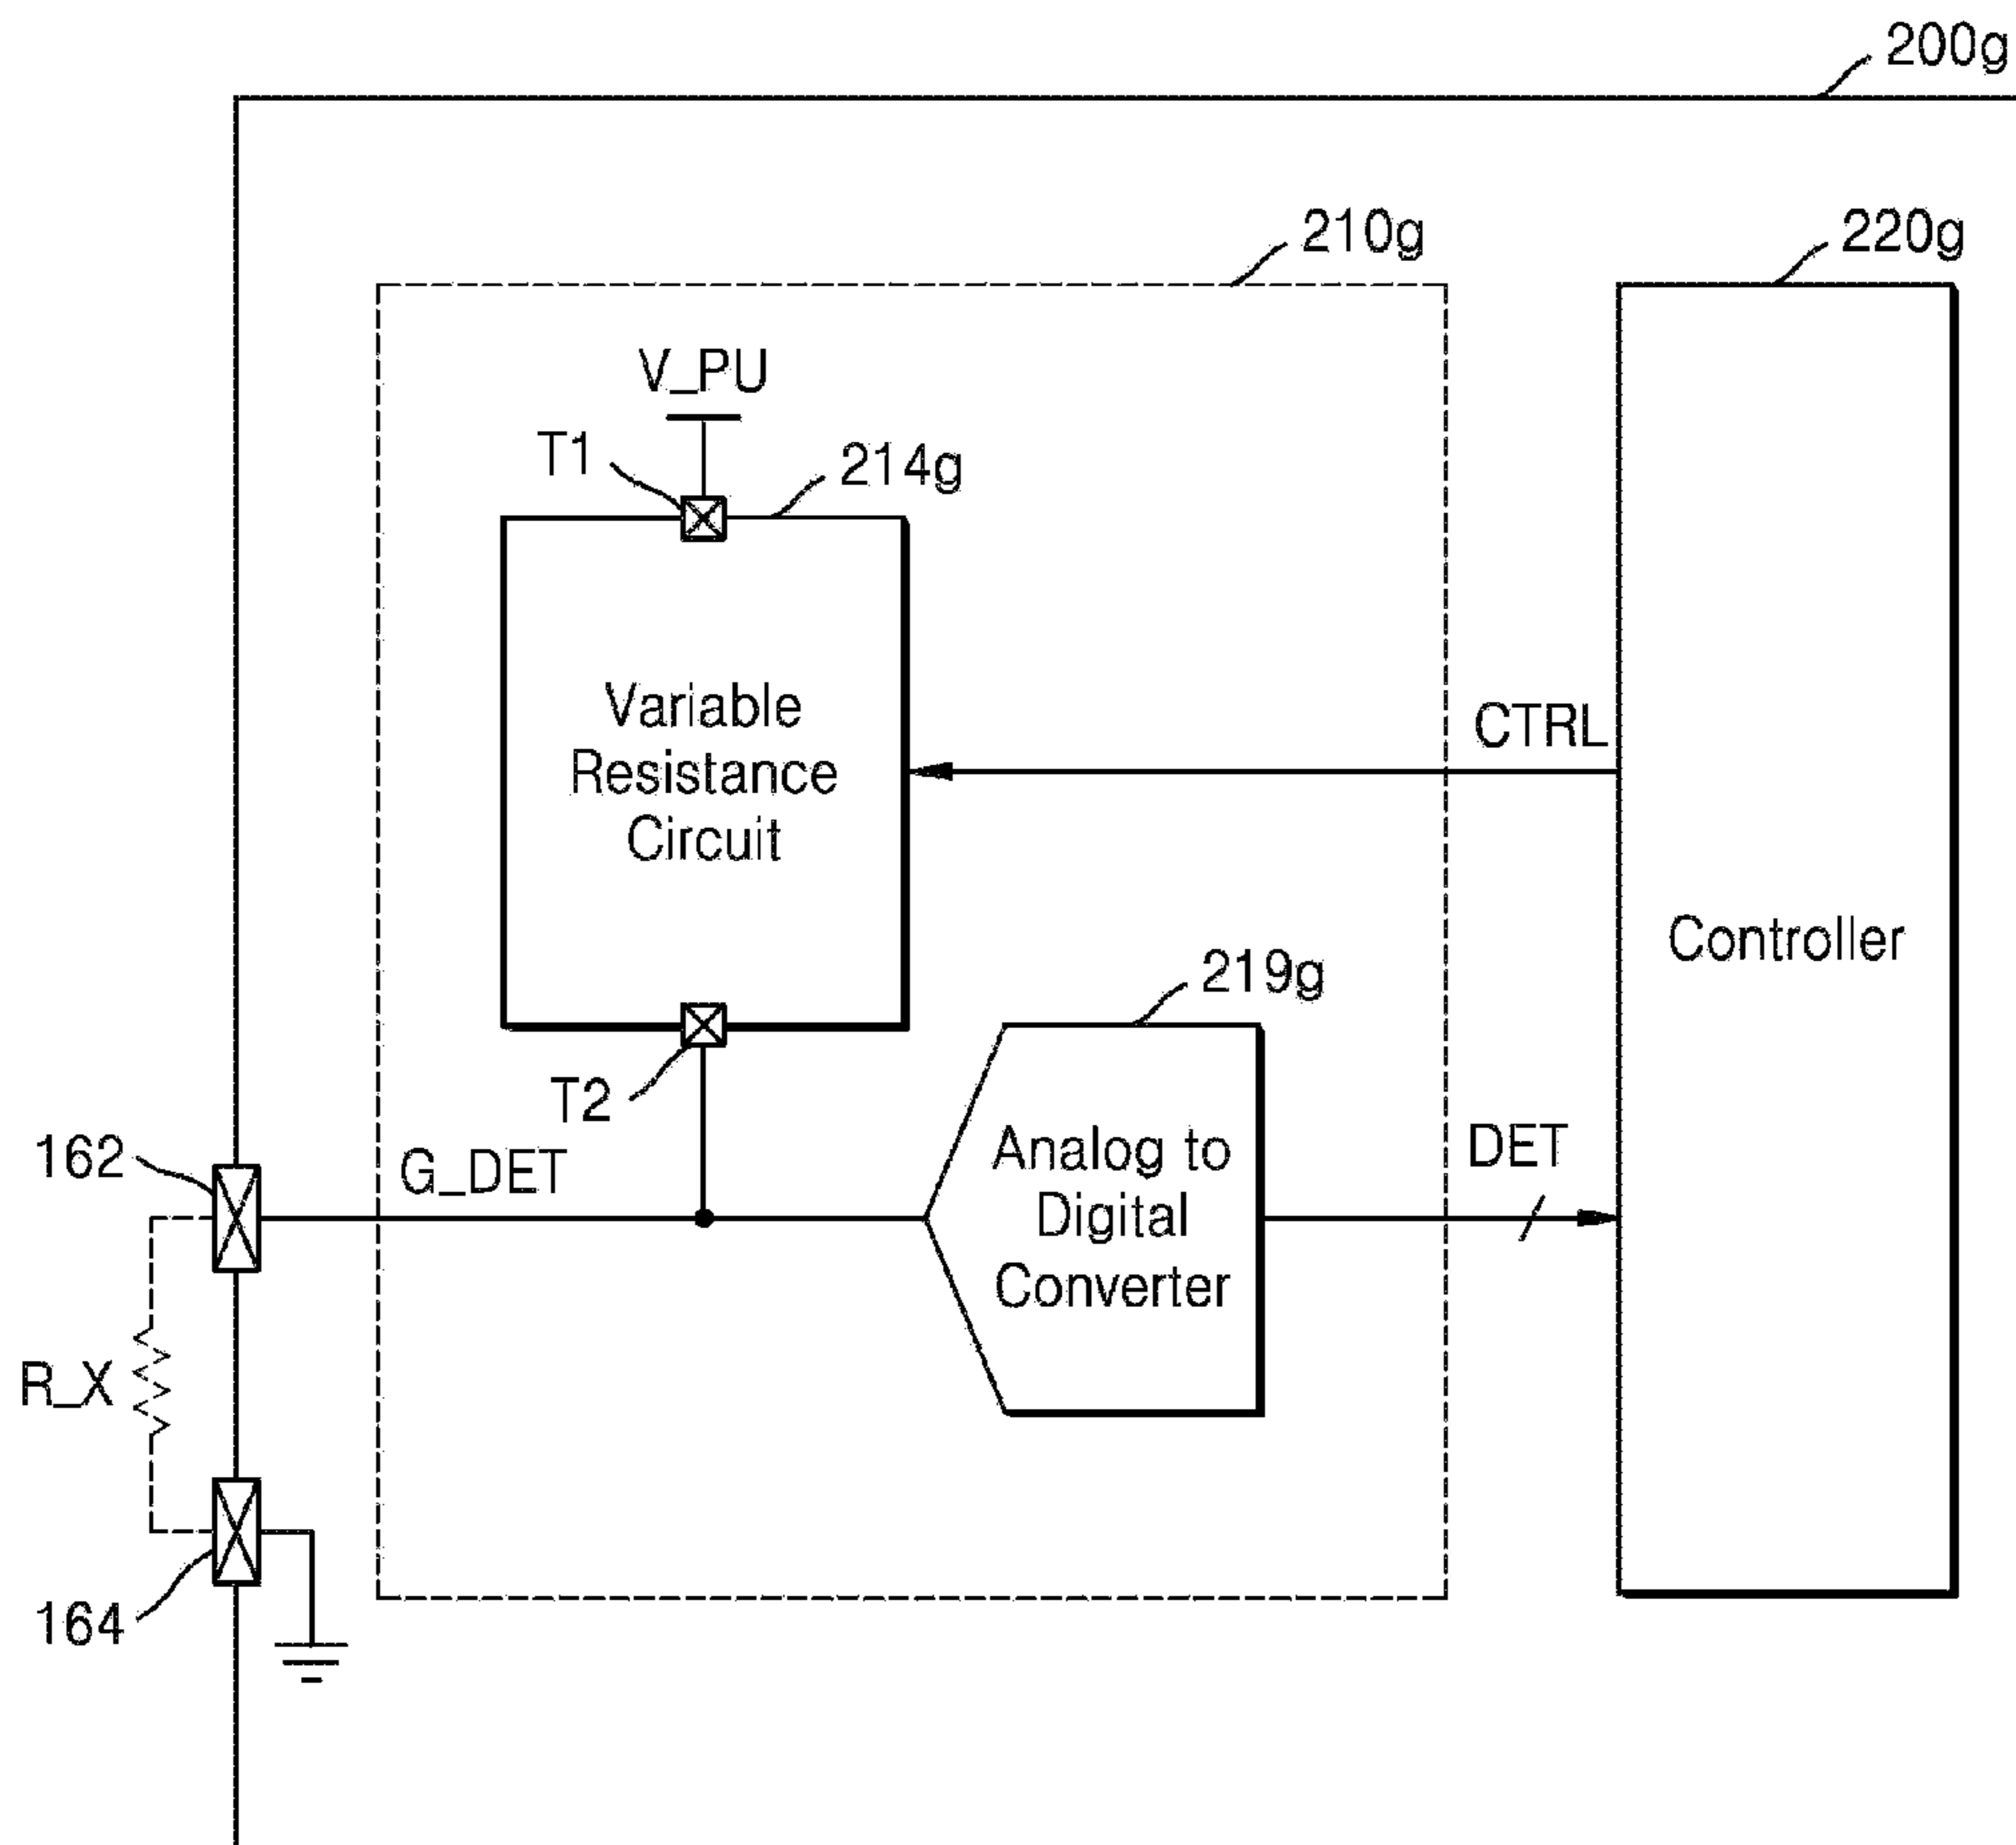 200g
210g
220g
V_PU
T1
214g
Variable
Resistance
Circuit
CTRL
Controller
219g
T2
162
G_DET
Analog to
Digital
Converter
DET
R_X
164